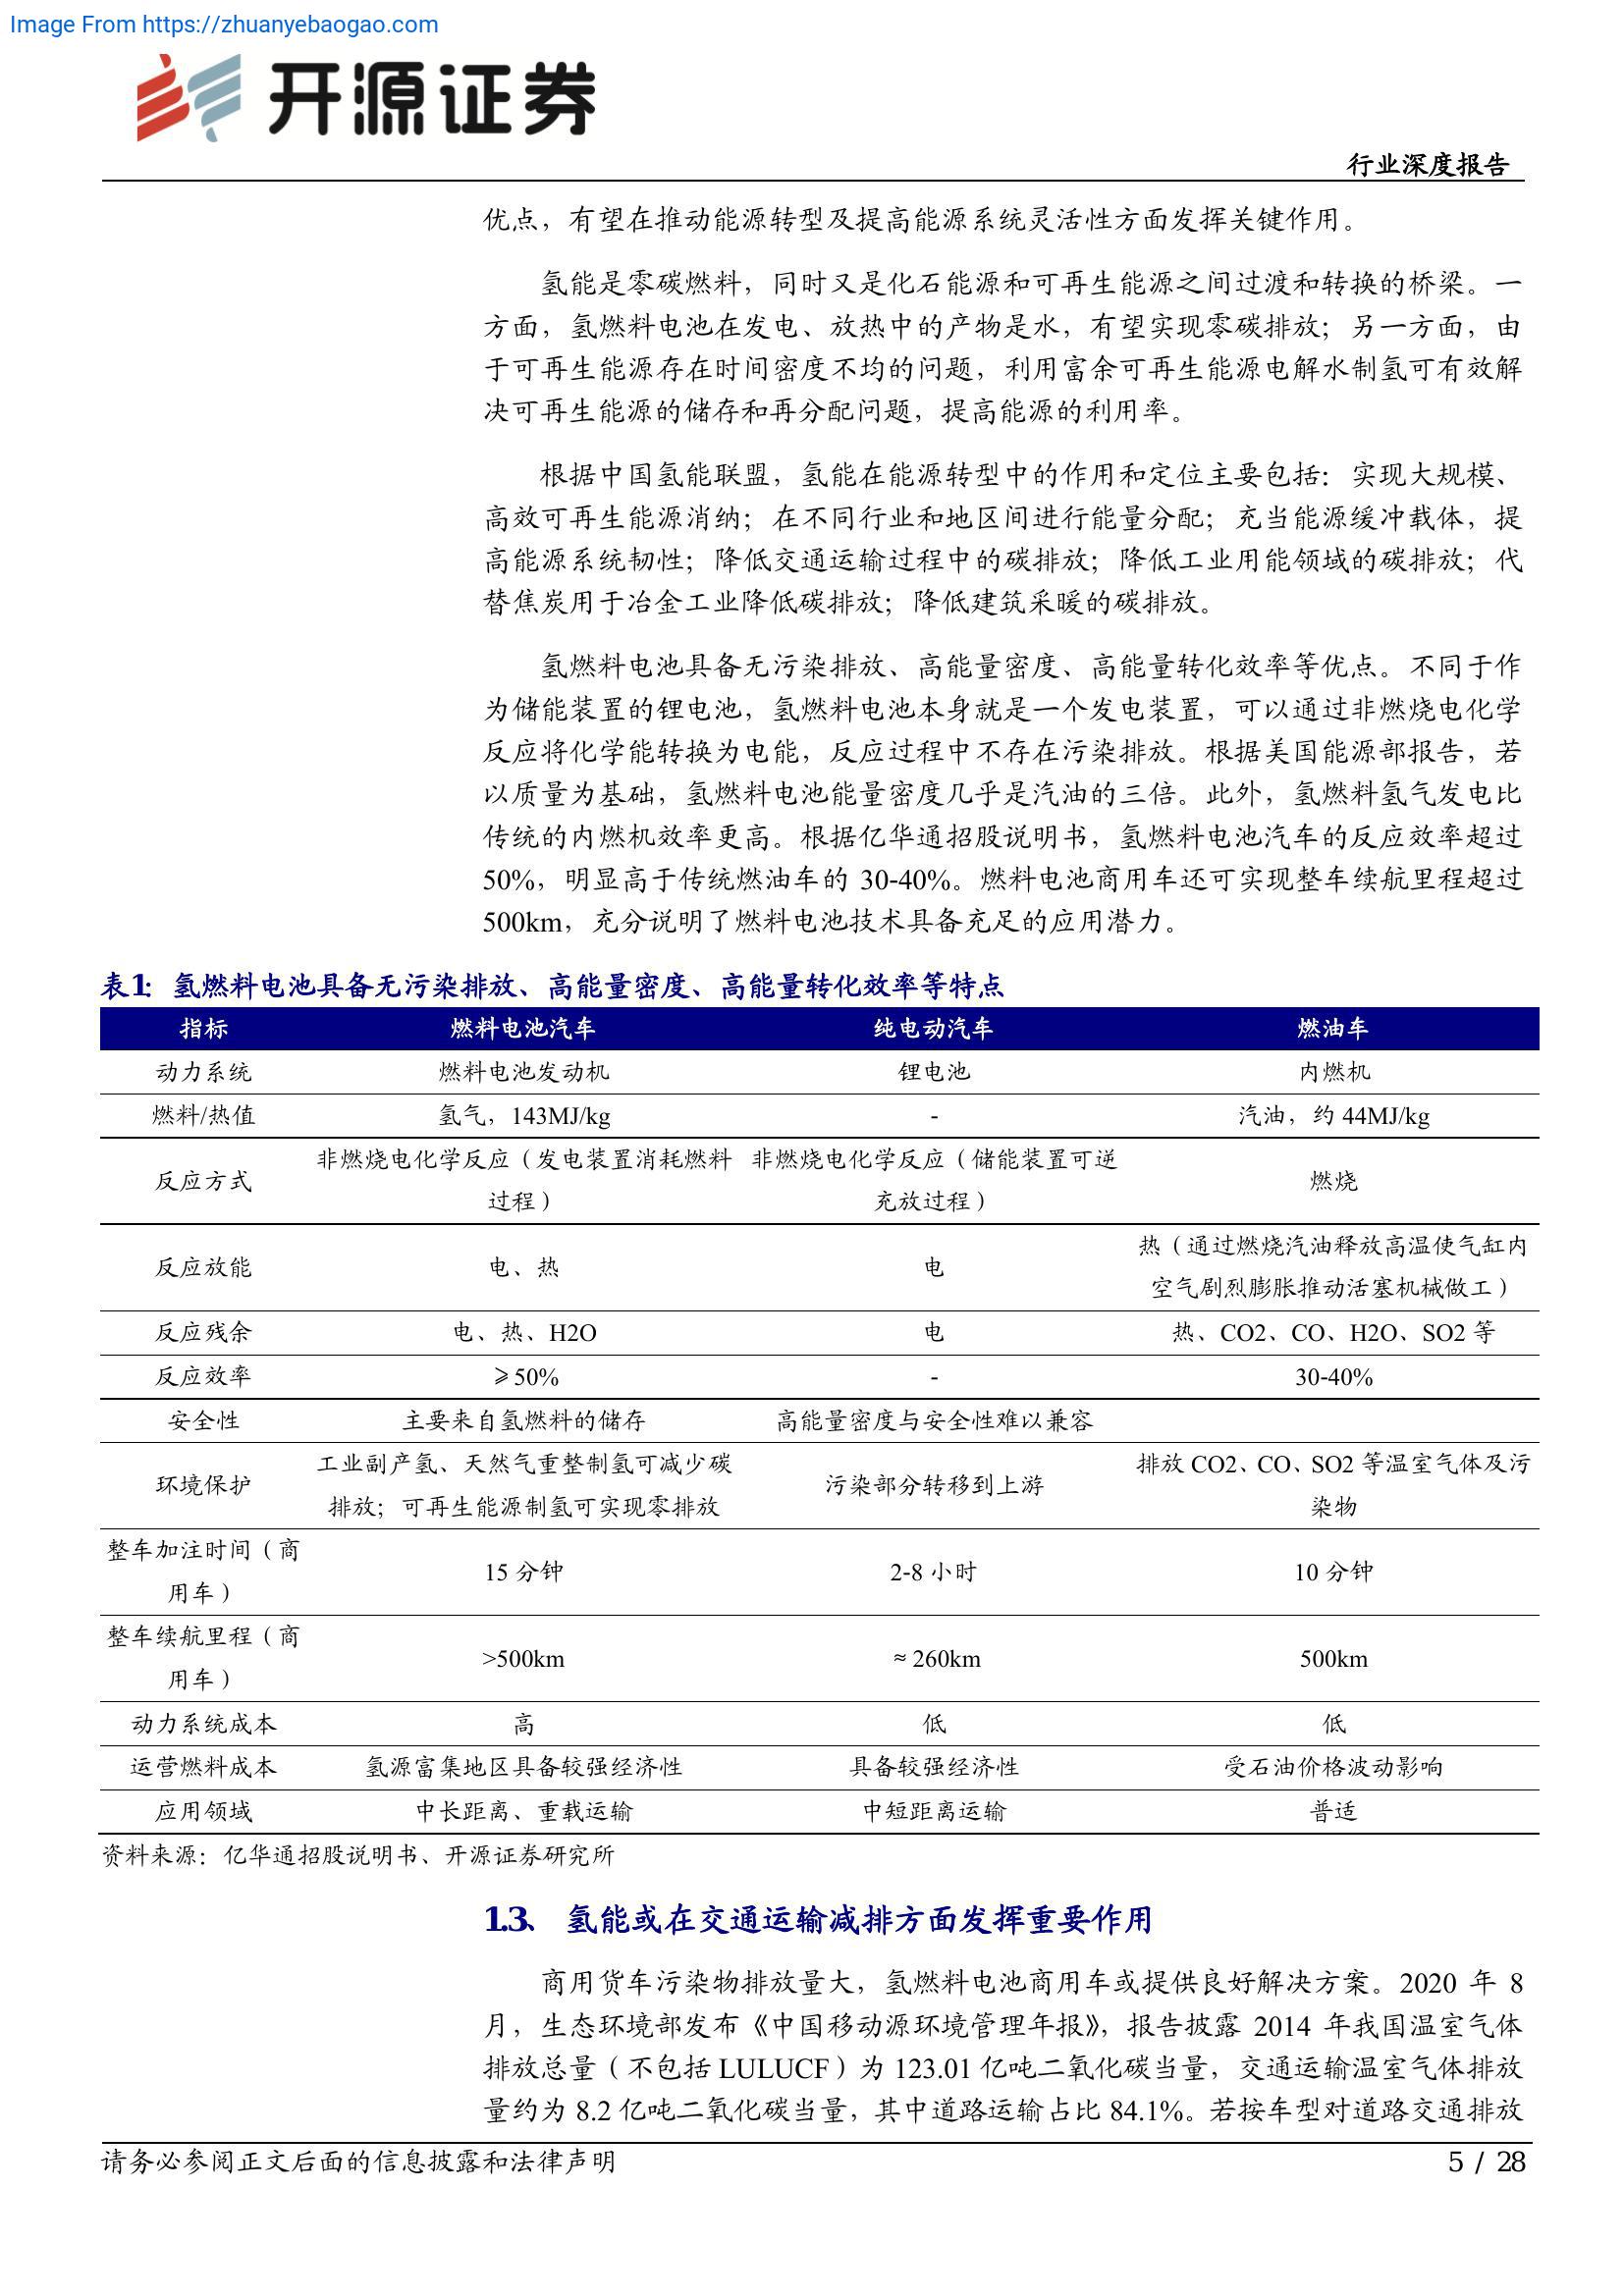 Image From https://zhuanyebaogao.com
开源证券
行业深度报告
优点，有望在推动能源转型及提高能源系统灵活性方面发挥关键作用。
氢能是零碳燃料，同时又是化石能源和可再生能源之间过渡和转换的桥梁。一
方面，氢燃料电池在发电、放热中的产物是水，有望实现零碳排放；另一方面，由
于可再生能源存在时间密度不均的问题，利用富余可再生能源电解水制氢可有效解
决可再生能源的储存和再分配问题，提高能源的利用率。
根据中国氢能联盟，氢能在能源转型中的作用和定位主要包括：实现大规模、
高效可再生能源消纳；在不同行业和地区间进行能量分配；充当能源缓冲载体，提
高能源系统韧性；降低交通运输过程中的碳排放；降低工业用能领域的碳排放；代
替焦炭用于冶金工业降低碳排放；降低建筑采暖的碳排放。
氢燃料电池具备无污染排放、高能量密度、高能量转化效率等优点。不同于作
为储能装置的锂电池，氢燃料电池本身就是一个发电装置，可以通过非燃烧电化学
反应将化学能转换为电能，反应过程中不存在污染排放。根据美国能源部报告，若
以质量为基础，氢燃料电池能量密度几乎是汽油的三倍。此外，氢燃料氢气发电比
传统的内燃机效率更高。根据亿华通招股说明书，氢燃料电池汽车的反应效率超过
50%，明显高于传统燃油车的 30-40%。燃料电池商用车还可实现整车续航里程超过
500km，充分说明了燃料电池技术具备充足的应用潜力。
表1：氢燃料电池具备无污染排放、高能量密度、高能量转化效率等特点
指标 燃料电池汽车 纯电动汽车 燃油车
动力系统 燃料电池发动机 锂电池 内燃机
燃料/热值 氢气，143MJ/kg - 汽油，约 44MJ/kg
反应方式 非燃烧电化学反应（发电装置消耗燃料 非燃烧电化学反应（储能装置可逆 燃烧
过程） 充放过程）
反应放能 电、热 电 热（通过燃烧汽油释放高温使气缸内
空气剧烈膨胀推动活塞机械做工）
反应残余 电、热、H2O 电 热、CO2、CO、H2O、SO2 等
反应效率 ≥50% - 30-40%
安全性 主要来自氢燃料的储存 高能量密度与安全性难以兼容
环境保护 工业副产氢、天然气重整制氢可减少碳 污染部分转移到上游 排放 CO2、CO、SO2 等温室气体及污
排放；可再生能源制氢可实现零排放 染物
整车加注时间（商 15 分钟 2-8 小时 10 分钟
用车）
整车续航里程（商 >500km ≈260km 500km
用车）
动力系统成本 高 低 低
运营燃料成本 氢源富集地区具备较强经济性 具备较强经济性 受石油价格波动影响
应用领域 中长距离、重载运输 中短距离运输 普适
资料来源：亿华通招股说明书、开源证券研究所
1.3、 氢能或在交通运输减排方面发挥重要作用
商用货车污染物排放量大，氢燃料电池商用车或提供良好解决方案。2020 年 8
月，生态环境部发布《中国移动源环境管理年报》，报告披露 2014 年我国温室气体
排放总量（不包括 LULUCF）为 123.01 亿吨二氧化碳当量，交通运输温室气体排放
量约为 8.2 亿吨二氧化碳当量，其中道路运输占比 84.1%。若按车型对道路交通排放
请务必参阅正文后面的信息披露和法律声明
5 / 28